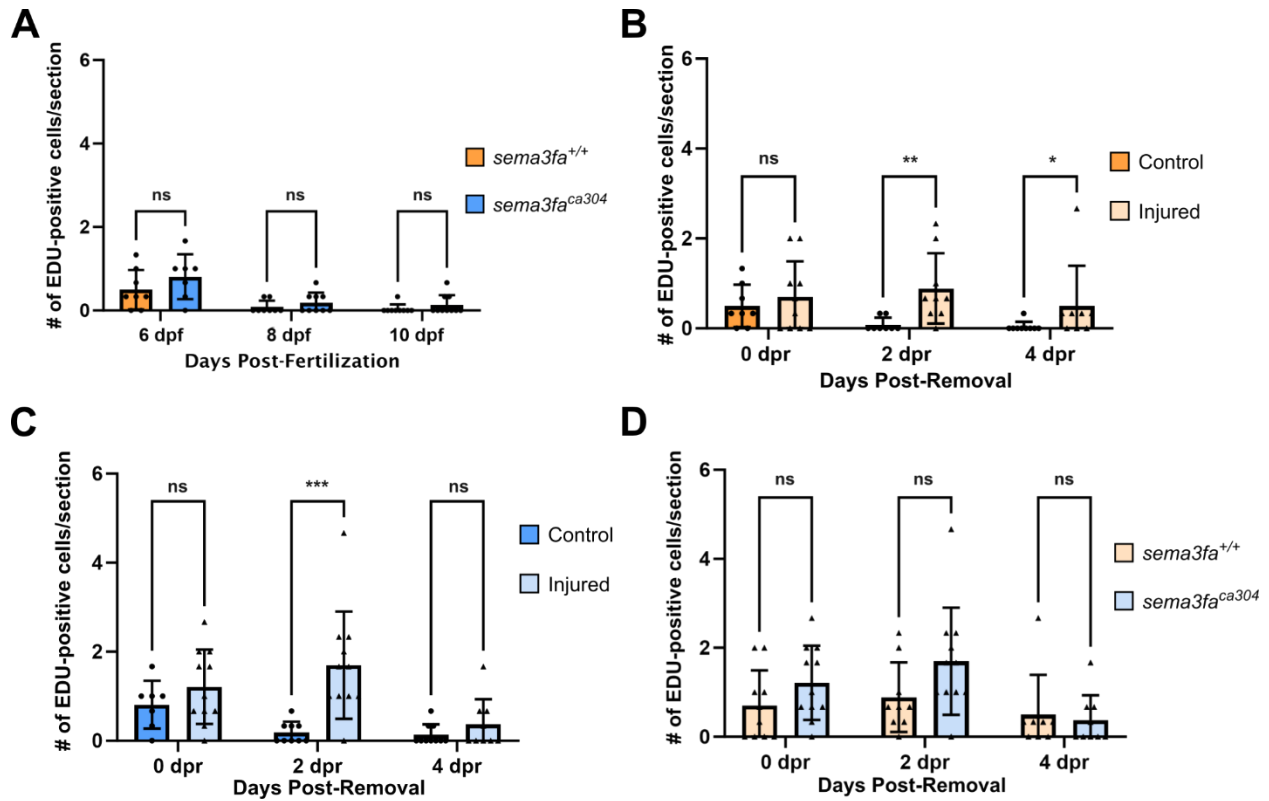 A
# of EDU-positive cells/section
6
4
2
0
ns
ns
ns
6 dpf
8 dpf
10 dpf
Days Post-Fertilization
sema3fa+/+
sema3faca304
B
# of EDU-positive cells/section
6
4
2
0
ns
**
*
0 dpr
2 dpr
4 dpr
Days Post-Removal
Control
Injured
C
# of EDU-positive cells/section
6
4
2
0
ns
***
ns
0 dpr
2 dpr
4 dpr
Days Post-Removal
Control
Injured
D
# of EDU-positive cells/section
6
4
2
0
ns
ns
ns
0 dpr
2 dpr
4 dpr
Days Post-Removal
sema3fa+/+
sema3faca304